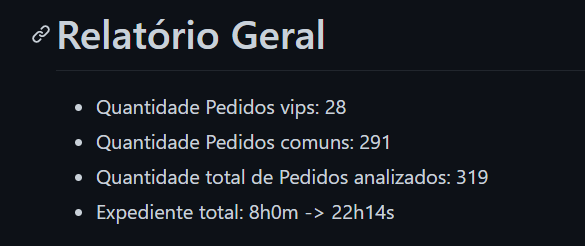 Relatório Geral
Quantidade Pedidos vips: 28
Quantidade Pedidos comuns: 291
Quantidade total de Pedidos analizados: 319
Expediente total: 8h0m -> 22h14s